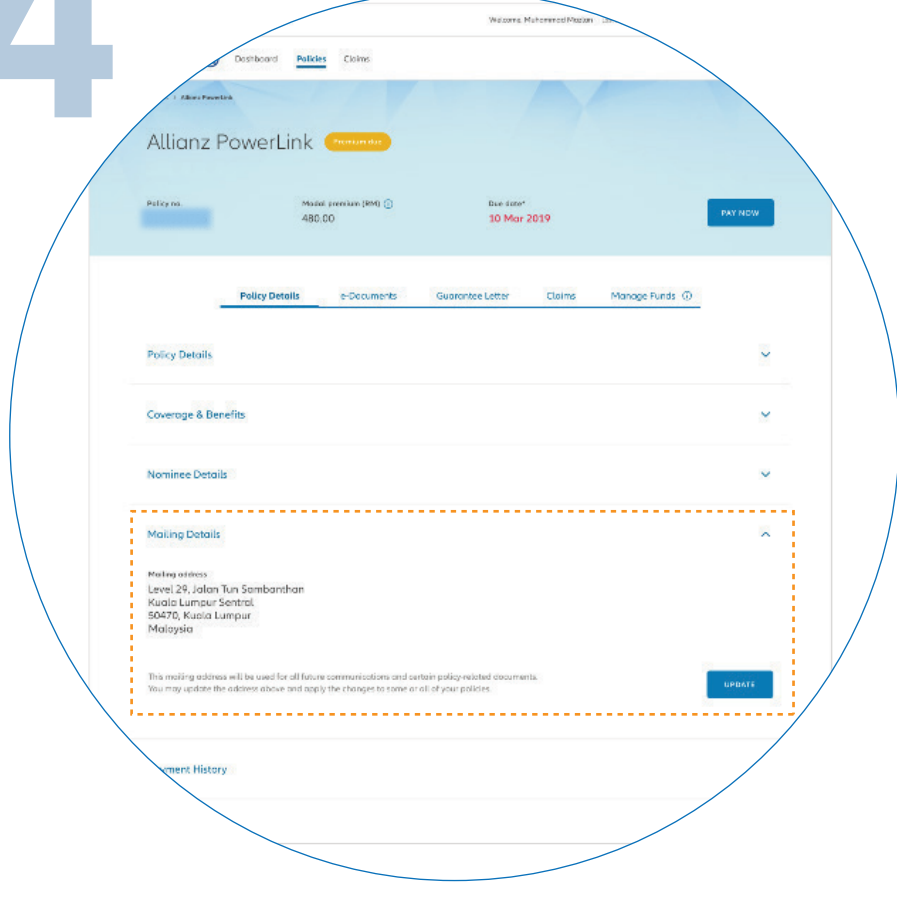 4
Welcome, Muhammad Mazlan
Dashboard Policies Claims
Allianz PowerLink
Allianz PowerLink Premium due
Policy no. Modal premium (RM) Due date*
480.00 10 Mar 2019 PAY NOW
Policy Details e-Documents Guarantee Letter Claims Manage Funds
Policy Details
Coverage & Benefits
Nominee Details
Mailing Details
Mailing address
Level 29, Jalan Tun Sambanthan
Kuala Lumpur Sentral
50470, Kuala Lumpur
Malaysia
This mailing address will be used for all future communications and certain policy-related documents.
You may update the address above and apply the changes to some or all of your policies.
UPDATE
yment History